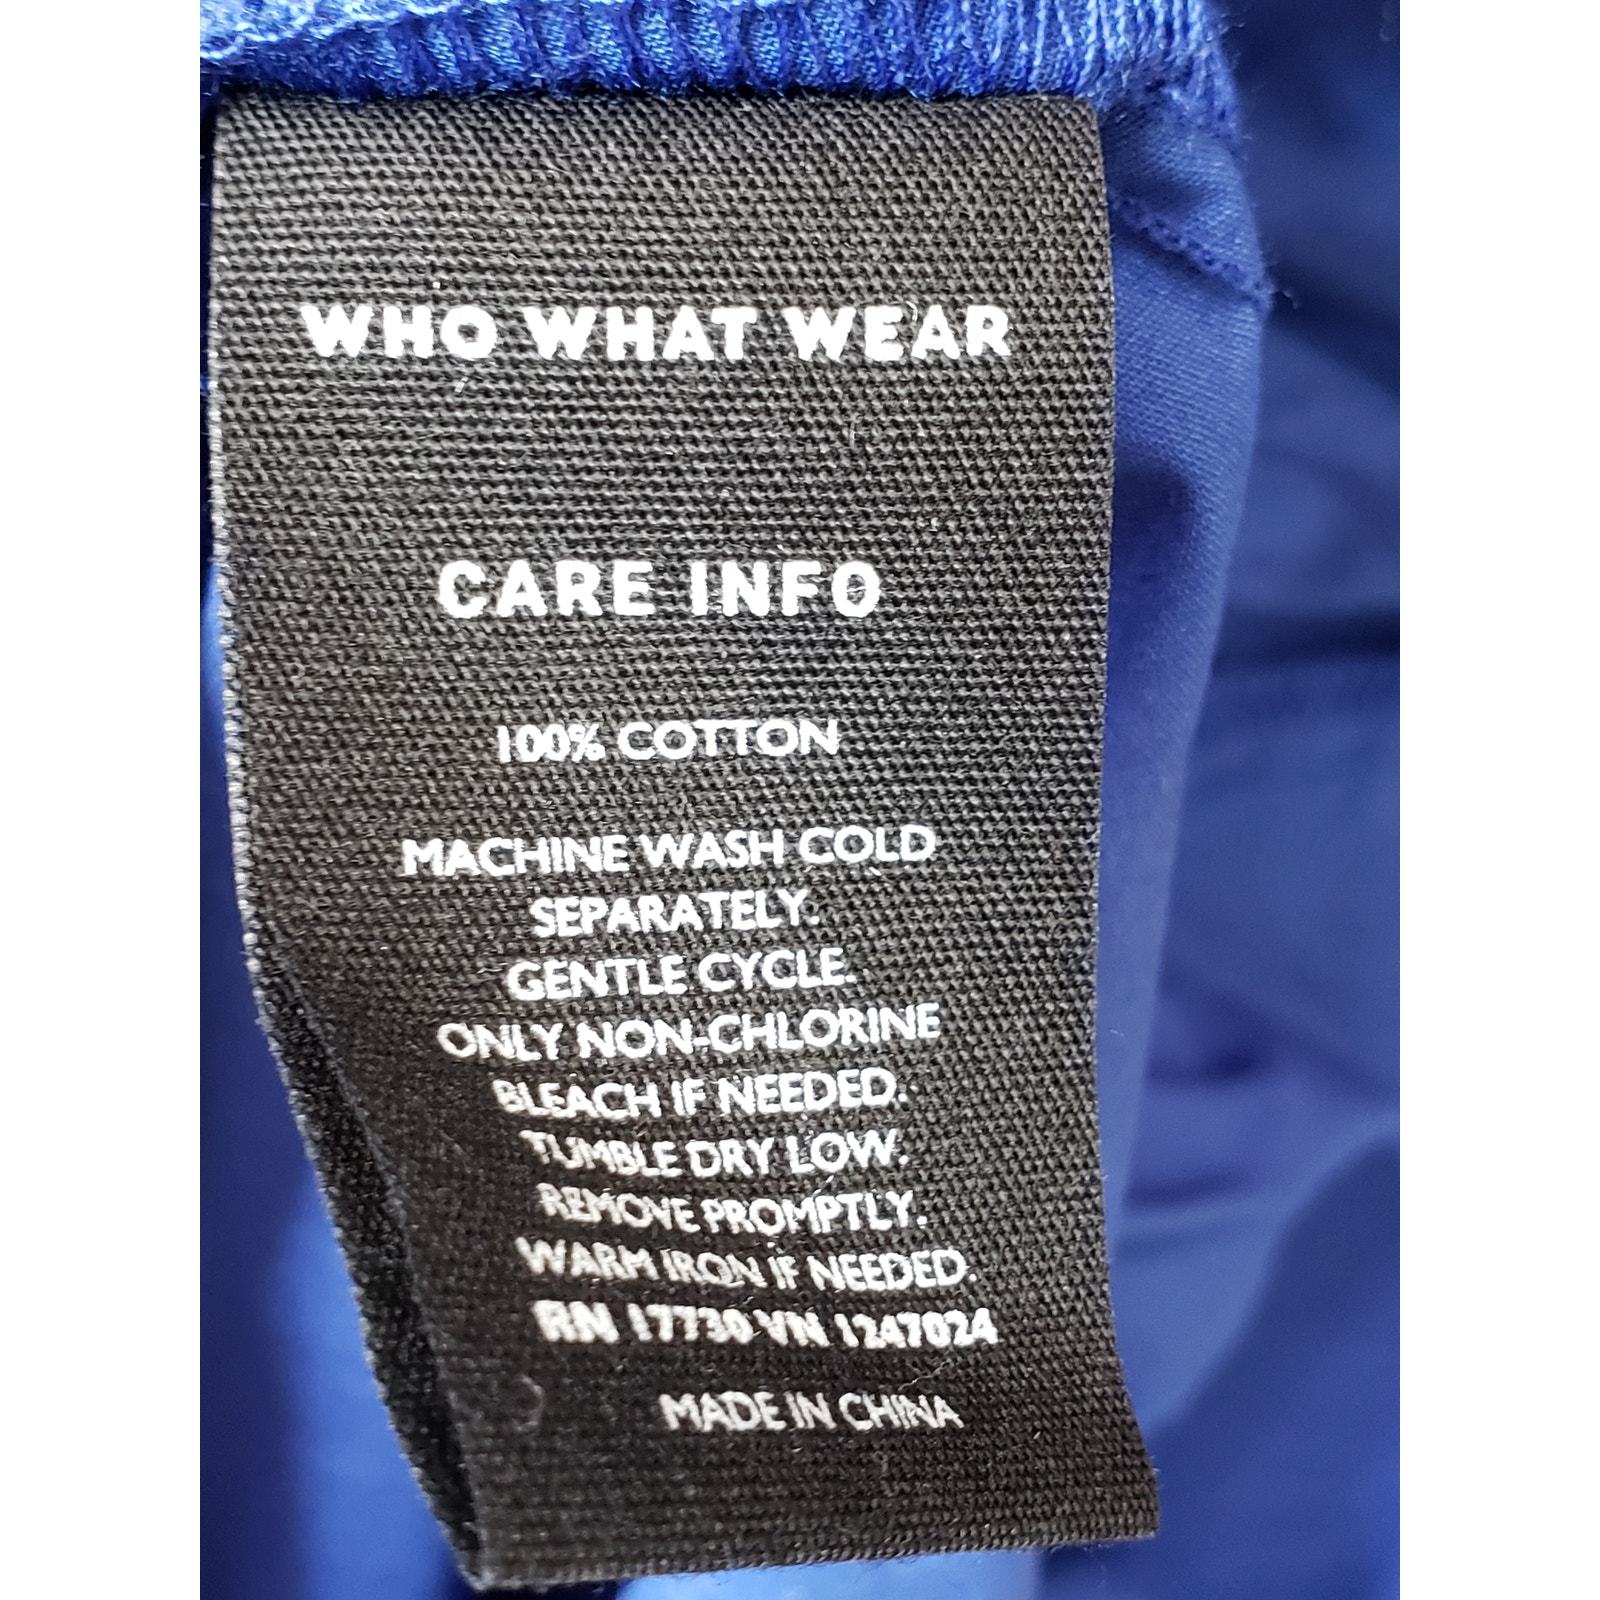 WHO WHAT WEAR
CARE INFO
100% COTTON
MACHINE WASH COLD
SEPARATELY.
GENTLE CYCLE.
ONLY NON-CHLORINE
BLEACH IF NEEDED.
TUMBLE DRY LOW.
REMOVE PROMPTLY.
WARM IRON IF NEEDED.
RN 17730 VN 1247024
MADE IN CHINA